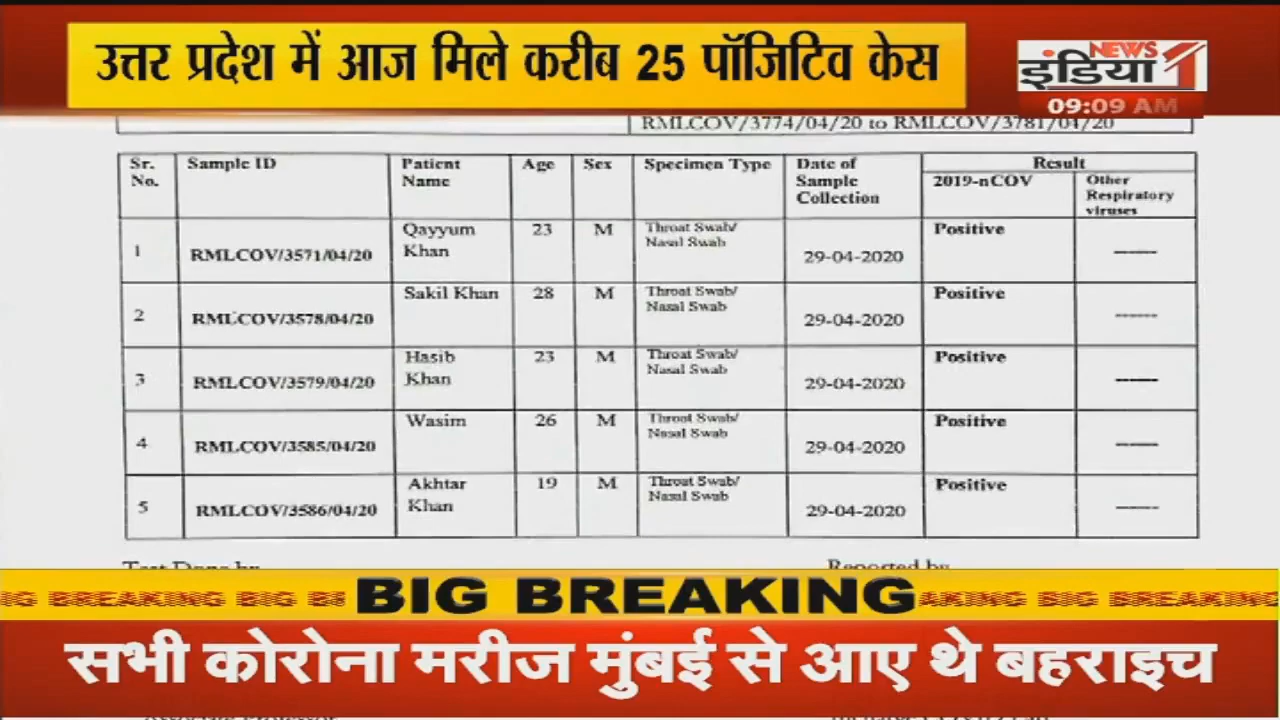 उत्तर प्रदेश में आज मिले करीब 25 पॉजिटिव केस
NEWS
इंडिया 1
09:09 AM
RMLCOV/3774/04/20 to RMLCOV/3781/04/20
Sr. No. Sample ID Patient Name Age Sex Specimen Type Date of Sample Collection Result
2019-nCOV Other Respiratory viruses
1 RMLCOV/3571/04/20 Qayyum Khan 23 M Throat Swab/ Nasal Swab 29-04-2020 Positive ------
2 RMLCOV/3578/04/20 Sakil Khan 28 M Throat Swab/ Nasal Swab 29-04-2020 Positive ------
3 RMLCOV/3579/04/20 Hasib Khan 23 M Throat Swab/ Nasal Swab 29-04-2020 Positive ------
4 RMLCOV/3585/04/20 Wasim 26 M Throat Swab/ Nasal Swab 29-04-2020 Positive ------
5 RMLCOV/3586/04/20 Akhtar Khan 19 M Throat Swab/ Nasal Swab 29-04-2020 Positive ------
Test Done by Reported by
BREAKING BIG BIG BREAKING BIG BREAKING
सभी कोरोना मरीज मुंबई से आए थे बहराइच